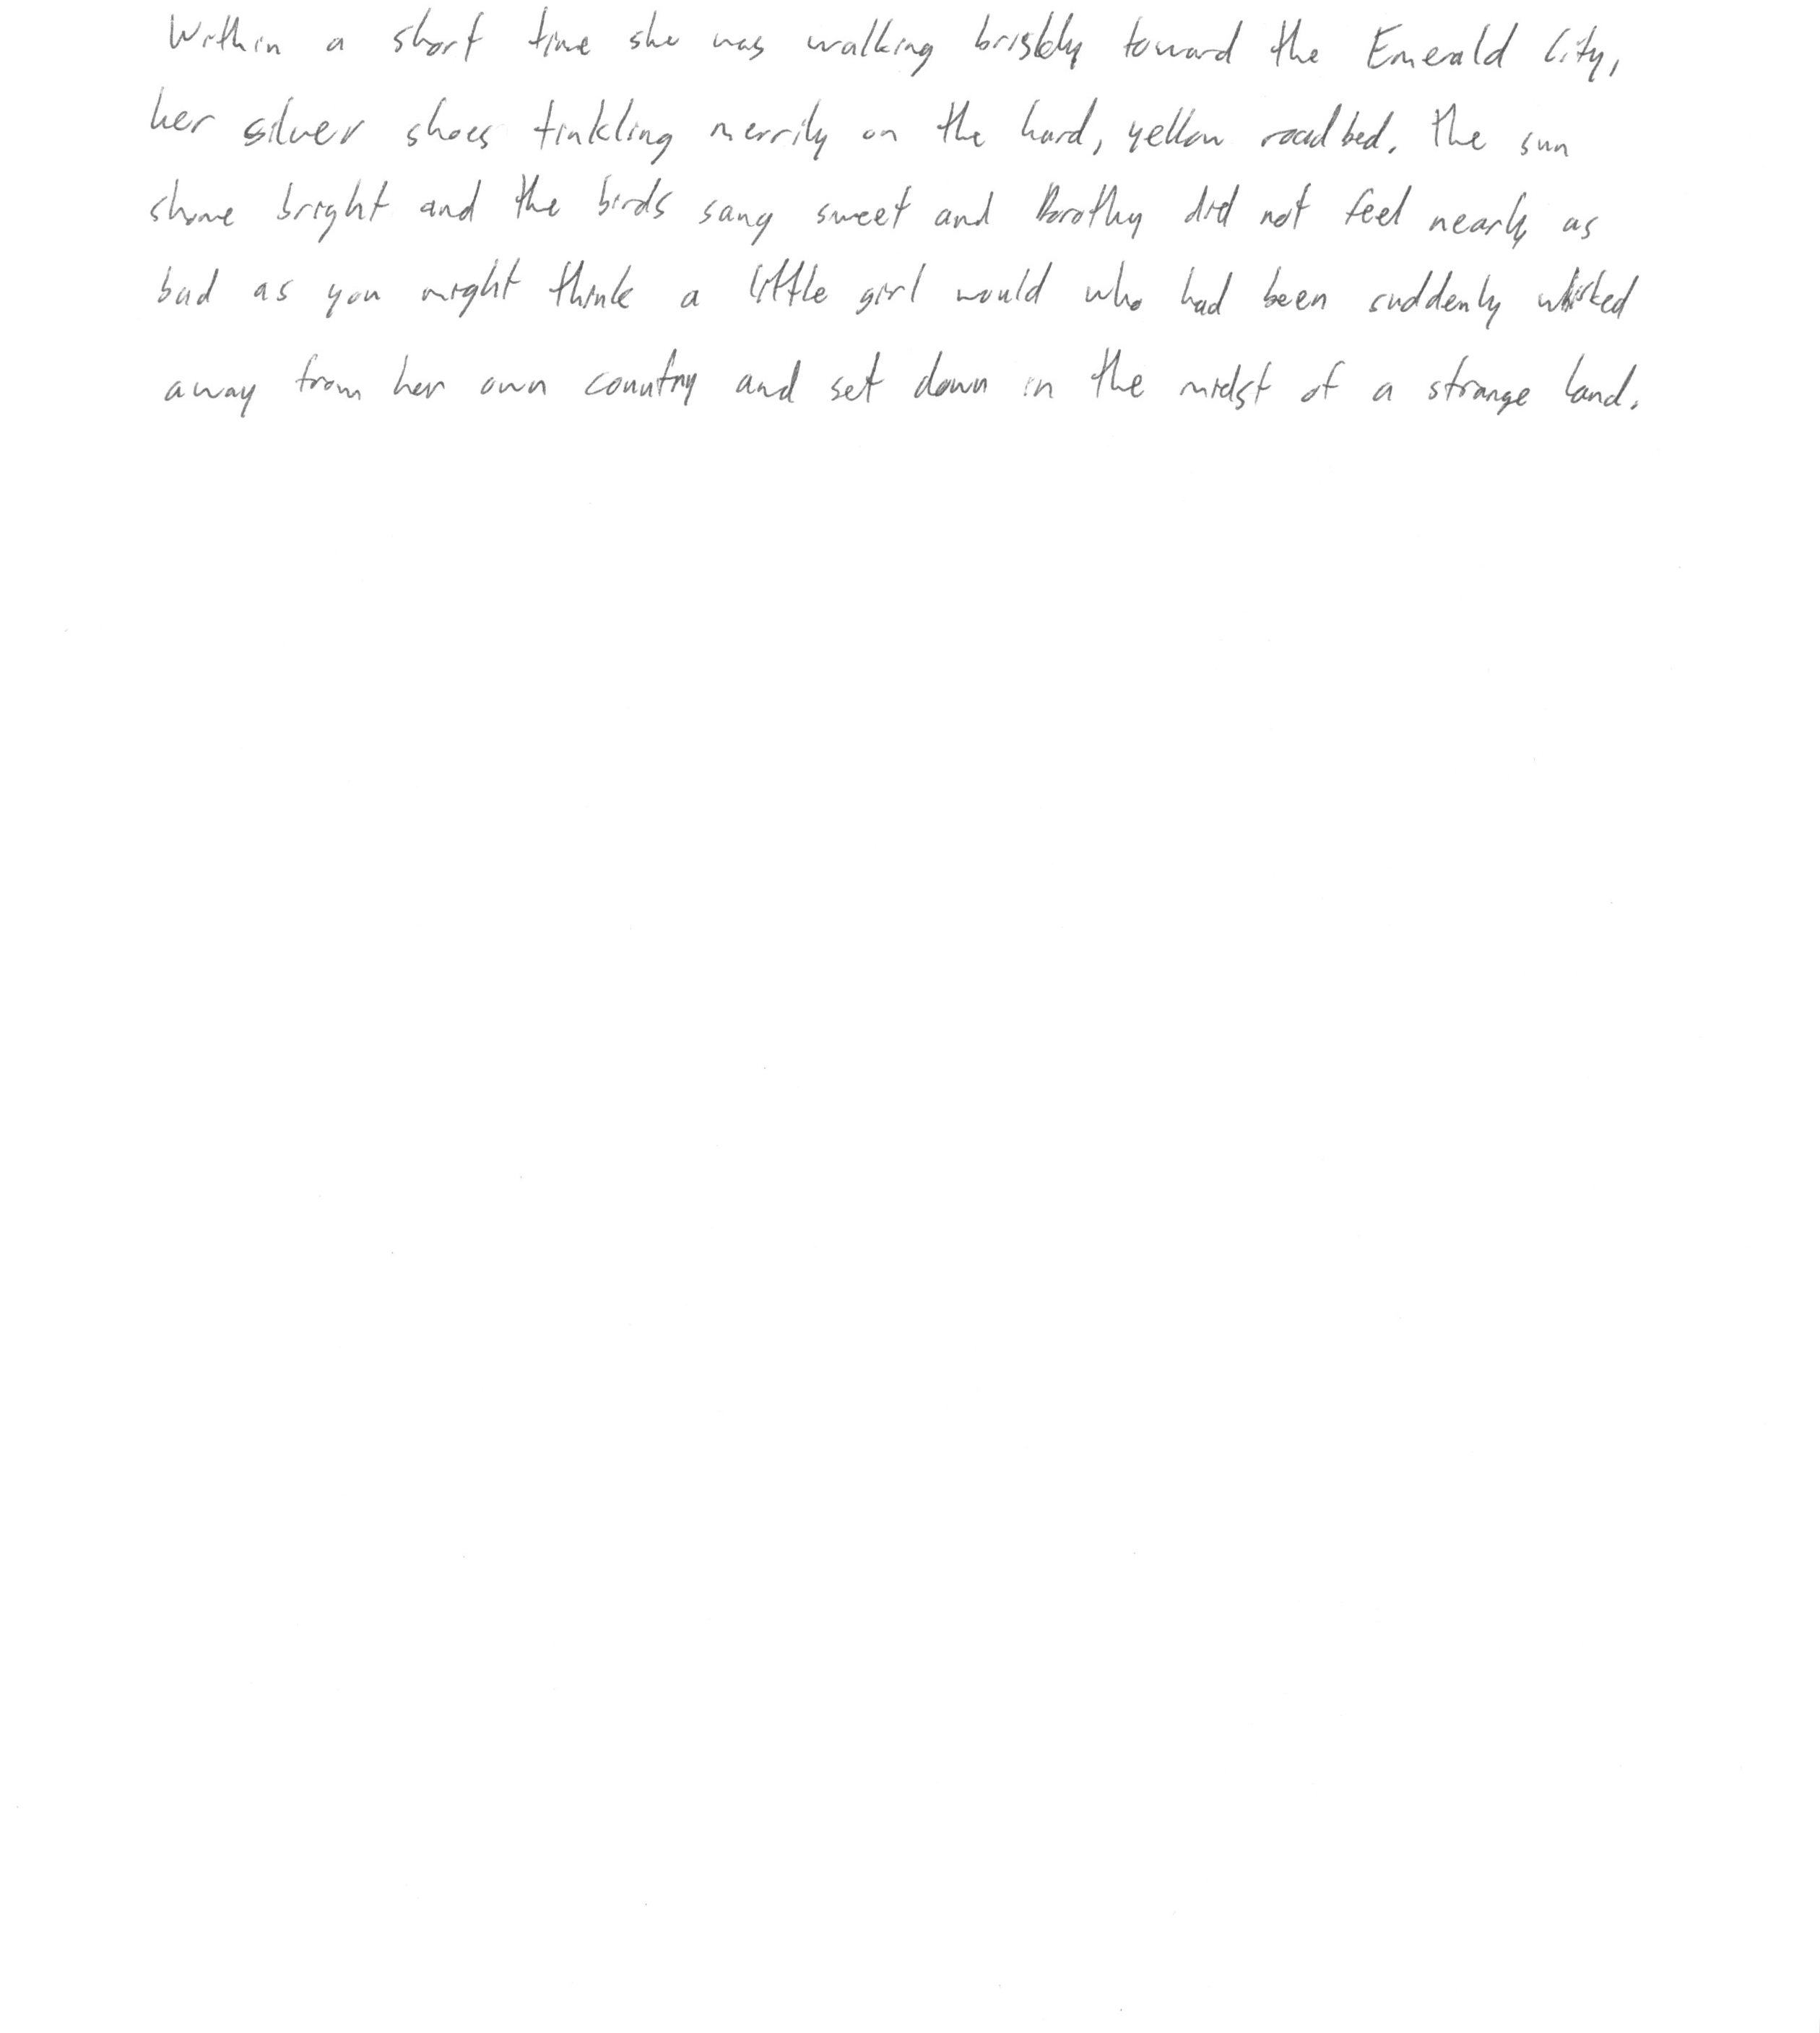 Within a short time she was walking briskly toward the Emerald City,
her silver shoes tinkling merrily on the hard, yellow roadbed. The sun
shone bright and the birds sang sweet and Dorothy did not feel nearly as
bad as you might think a little girl would who had been suddenly whisked
away from her own country and set down in the midst of a strange land.